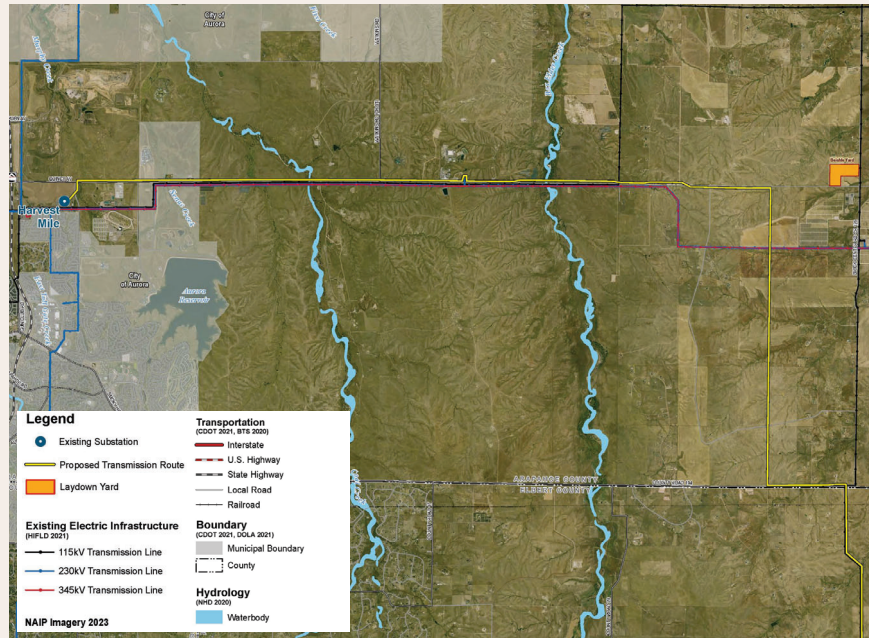 City of
Aurora
Harvest
Mile
City
of Aurora
Aurora
Reservoir
ARAPAHOE COUNTY
ELBERT COUNTY
Legend
Existing Substation
Proposed Transmission Route
Laydown Yard
Existing Electric Infrastructure
(HIFLD 2021)
115kV Transmission Line
230kV Transmission Line
345kV Transmission Line
NAIP Imagery 2023
Transportation
(CDOT 2021, BTS 2020)
Interstate
U.S. Highway
State Highway
Local Road
Railroad
Boundary
(CDOT 2021, DOLA 2021)
Municipal Boundary
County
Hydrology
(NHD 2020)
Waterbody